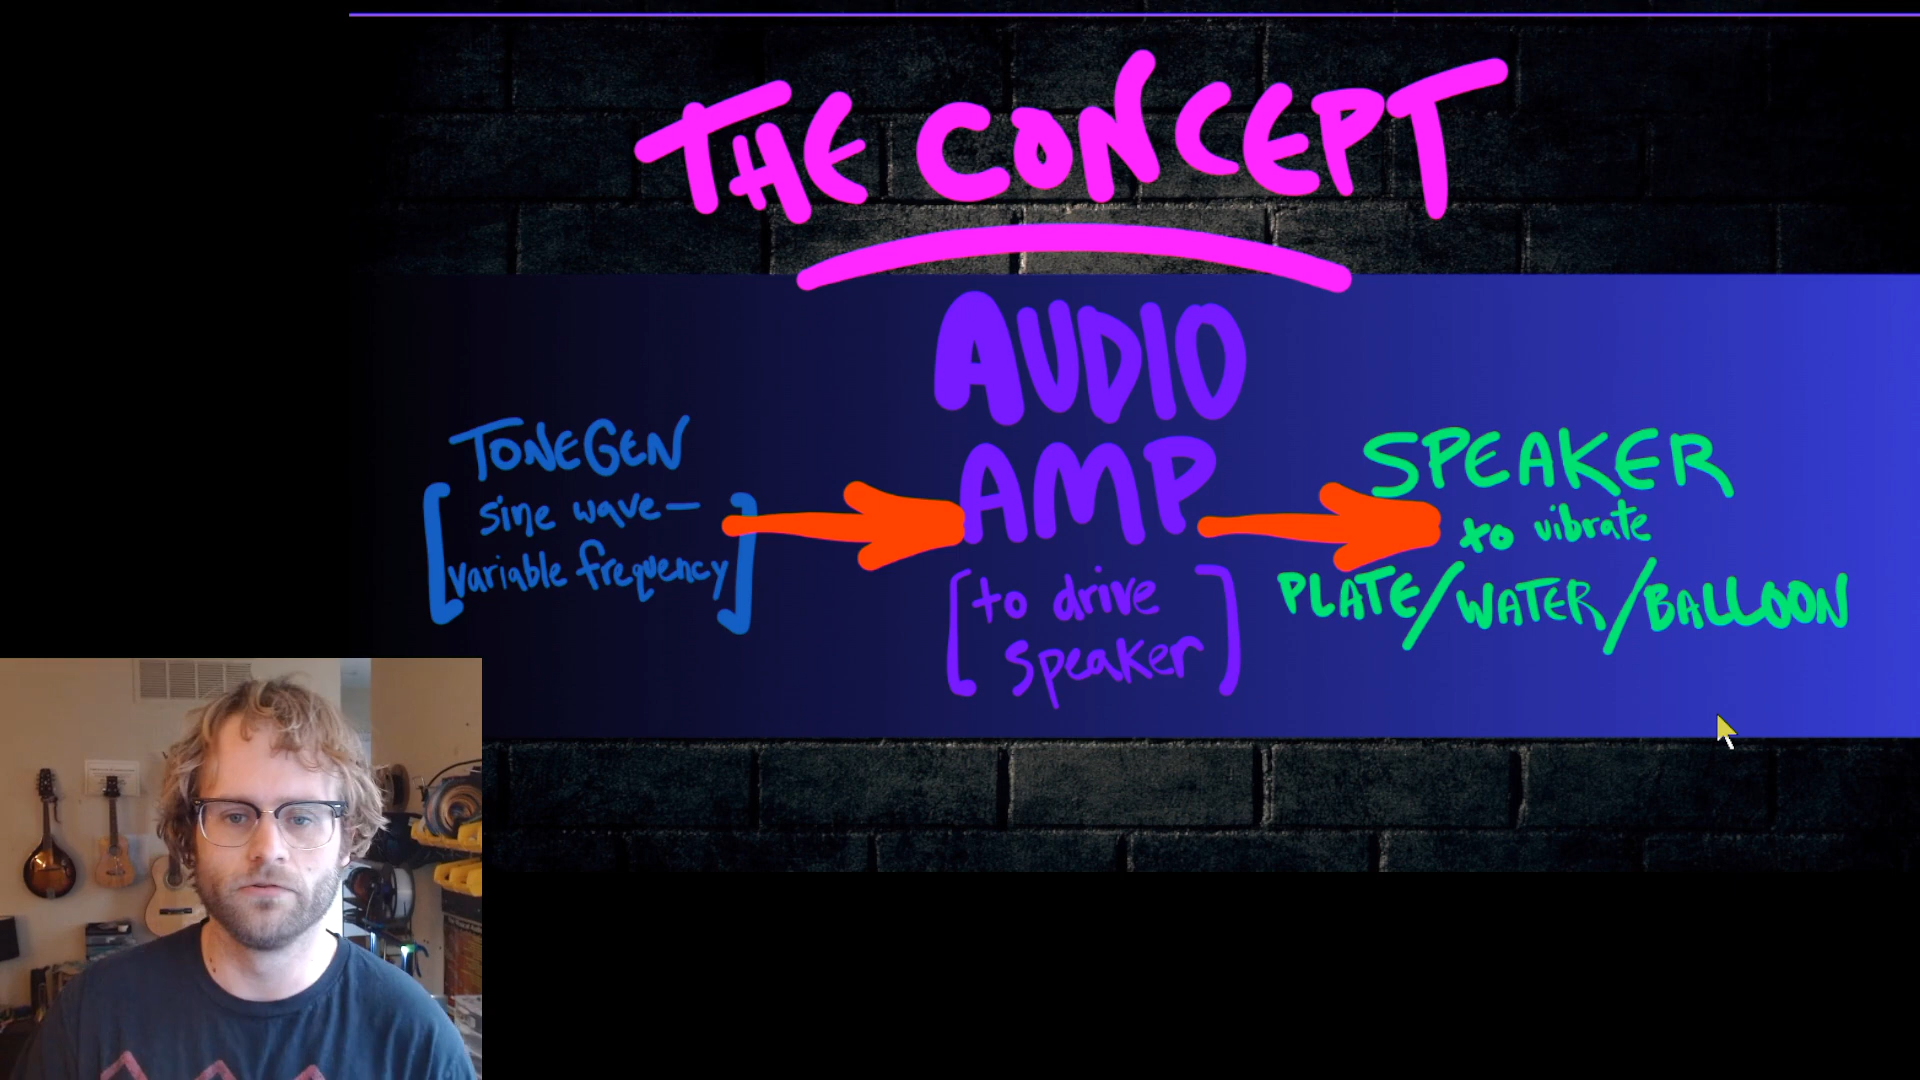 THE CONCEPT
TONEGEN
[sine wave—
variable frequency]
AUDIO
AMP
[to drive
speaker]
SPEAKER
to vibrate
PLATE/WATER/BALLOON